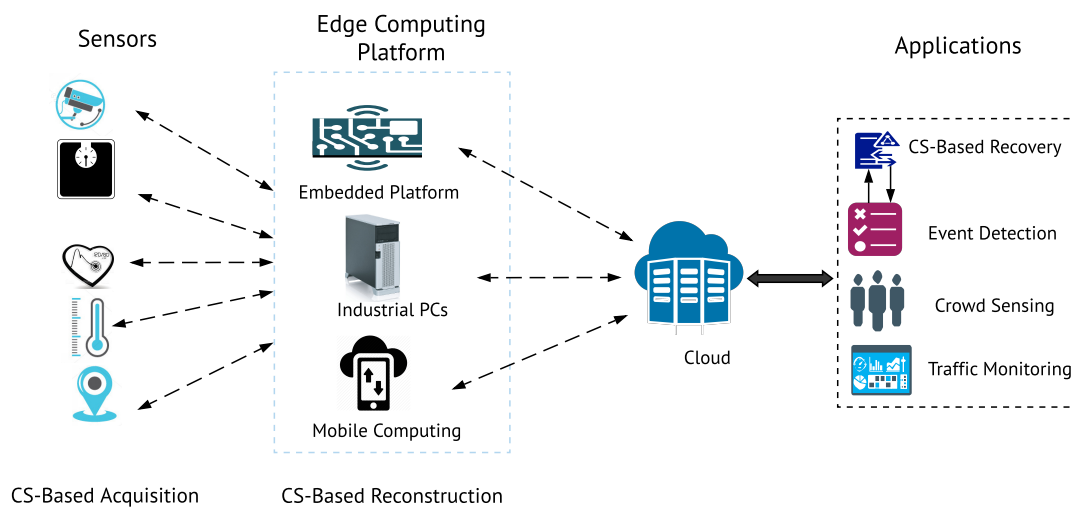 Sensors
Edge Computing
Platform
Applications
CS-Based Recovery
Embedded Platform
Event Detection
Industrial PCs
Crowd Sensing
Cloud
Traffic Monitoring
Mobile Computing
CS-Based Acquisition
CS-Based Reconstruction